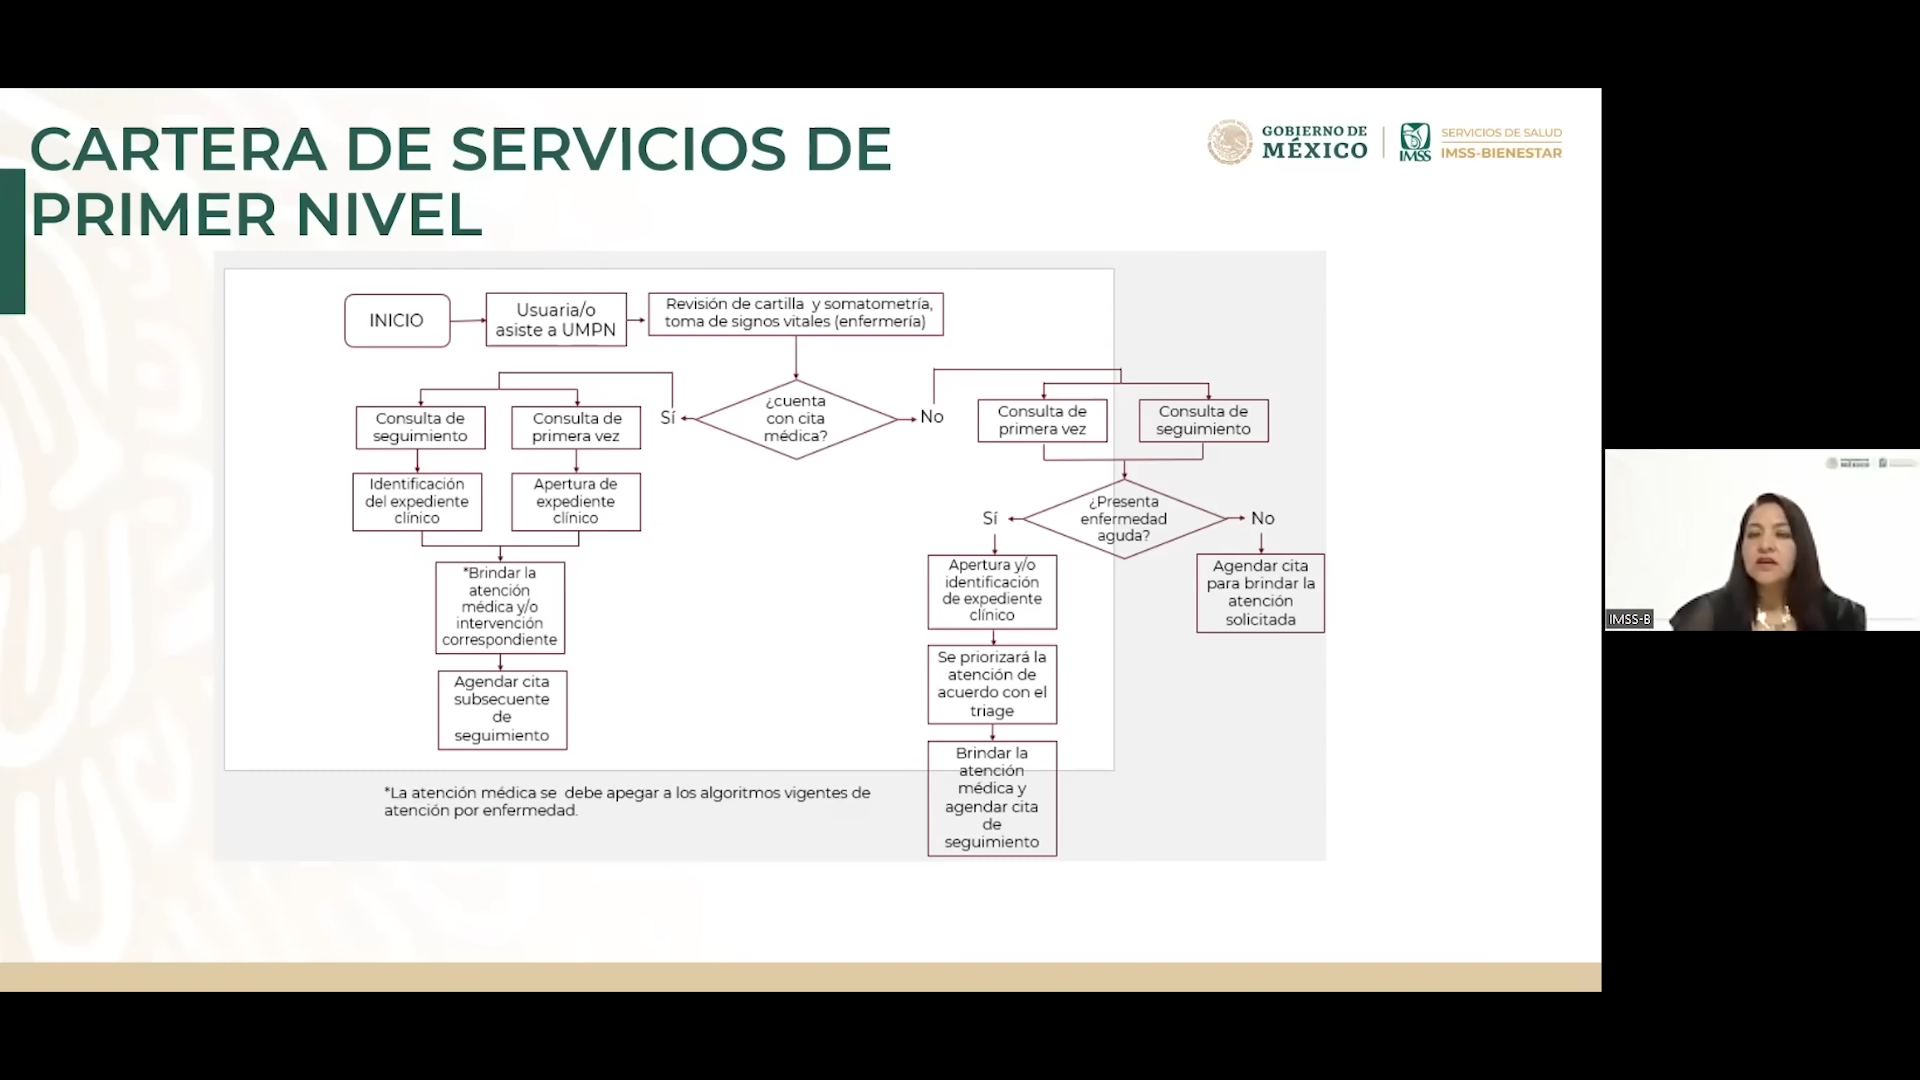 CARTERA DE SERVICIOS DE
PRIMER NIVEL
GOBIERNO DE
MÉXICO
IMSS
SERVICIOS DE SALUD
IMSS-BIENESTAR
INICIO
Usuaria/o
asiste a UMPN
Revisión de cartilla y somatometría,
toma de signos vitales (enfermería)
¿cuenta
con cita
médica?
Sí
No
Consulta de
seguimiento
Consulta de
primera vez
Identificación
del expediente
clínico
Apertura de
expediente
clínico
*Brindar la
atención
médica y/o
intervención
correspondiente
Agendar cita
subsecuente
de
seguimiento
Consulta de
primera vez
Consulta de
seguimiento
¿Presenta
enfermedad
aguda?
Sí
No
Apertura y/o
identificación
de expediente
clínico
Se priorizará la
atención de
acuerdo con el
triage
Brindar la
atención
médica y
agendar cita
de
seguimiento
Agendar cita
para brindar la
atención
solicitada
*La atención médica se debe apegar a los algoritmos vigentes de
atención por enfermedad.
IMSS-B